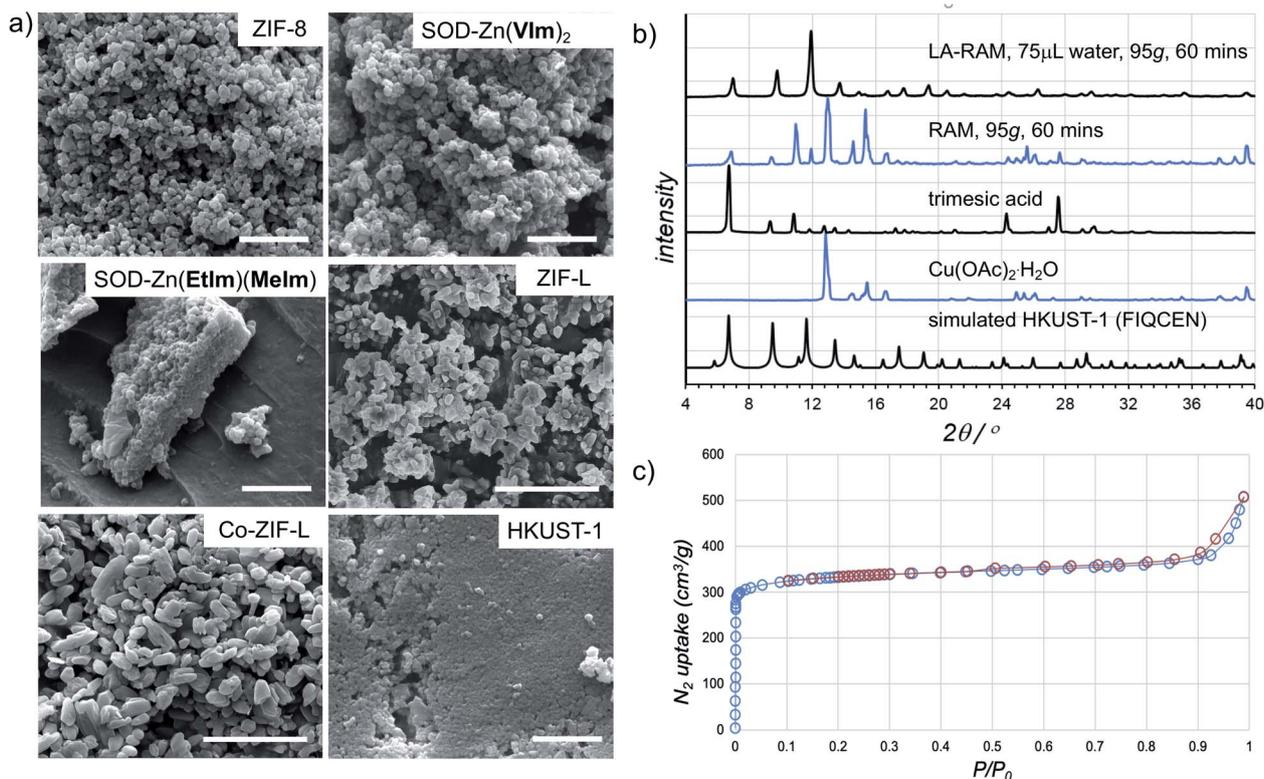 a)
ZIF-8
SOD-Zn(VIm)₂
SOD-Zn(EtIm)(MeIm)
ZIF-L
Co-ZIF-L
HKUST-1
b)
intensity
LA-RAM, 75μL water, 95g, 60 mins
RAM, 95g, 60 mins
trimesic acid
Cu(OAc)₂·H₂O
simulated HKUST-1 (FIQCEN)
4 8 12 16 20 24 28 32 36 40
2θ / °
c)
N₂ uptake (cm³/g)
600
500
400
300
200
100
0
0 0.1 0.2 0.3 0.4 0.5 0.6 0.7 0.8 0.9 1
P/P₀